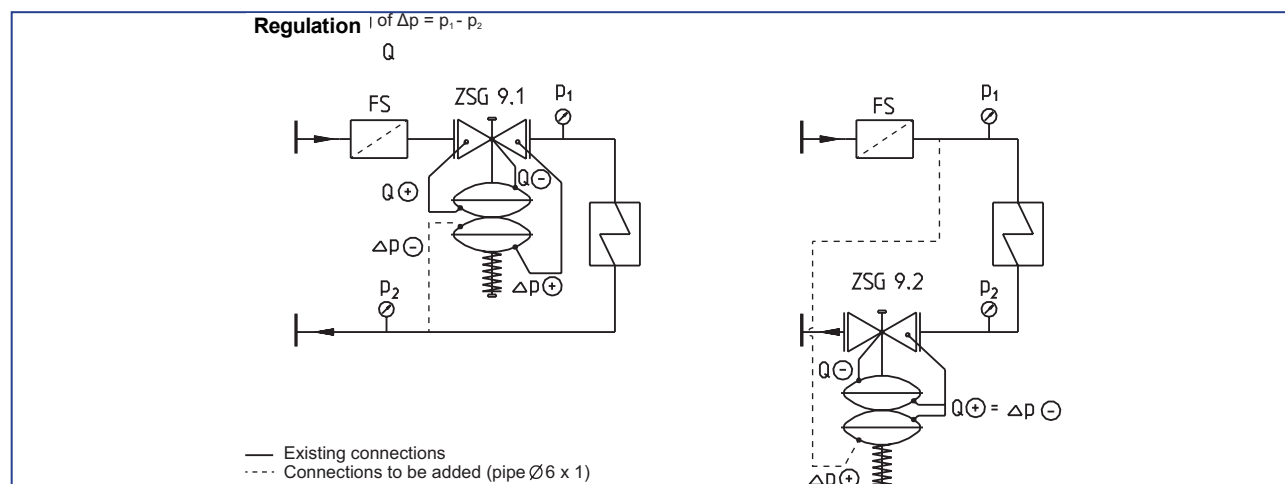 Regulation of Δp = p₁ - p₂
Q
ZSG 9.1
p₁
FS
Q⊕
Q⊖
Δp⊖
Δp⊕
p₂
p₁
FS
ZSG 9.2
p₂
Q⊖
Q⊕ = Δp⊖
Δp⊕
Existing connections
Connections to be added (pipe Ø6 x 1)